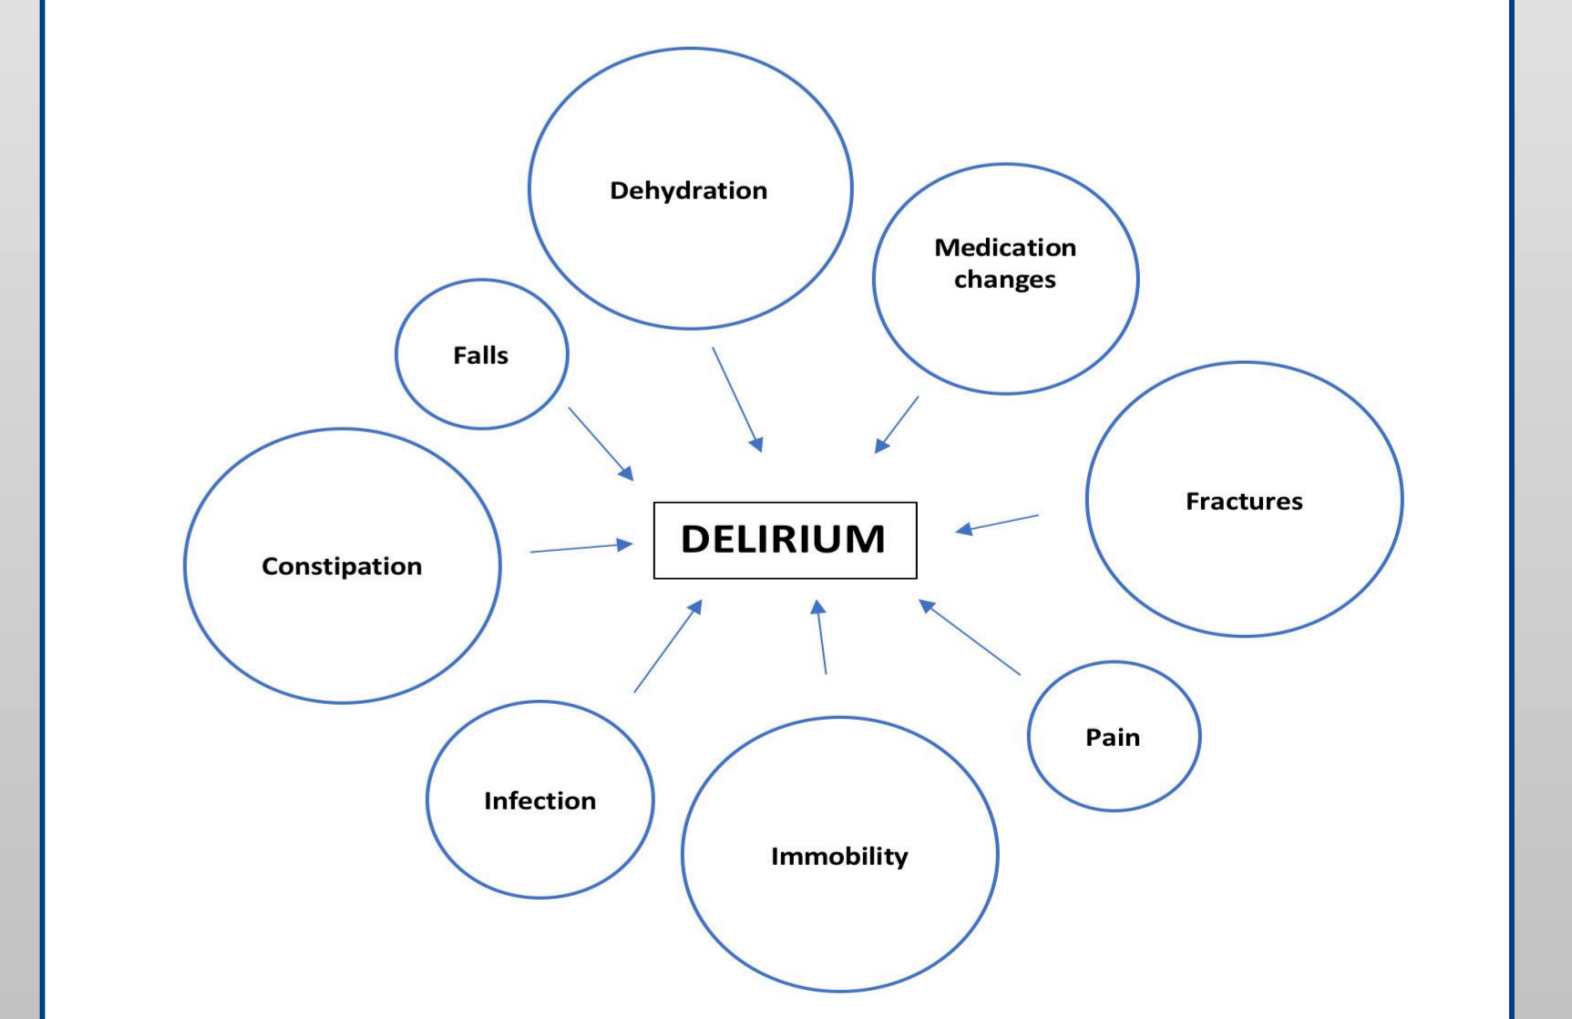 Dehydration
Medication
changes
Falls
Fractures
DELIRIUM
Constipation
Pain
Infection
Immobility